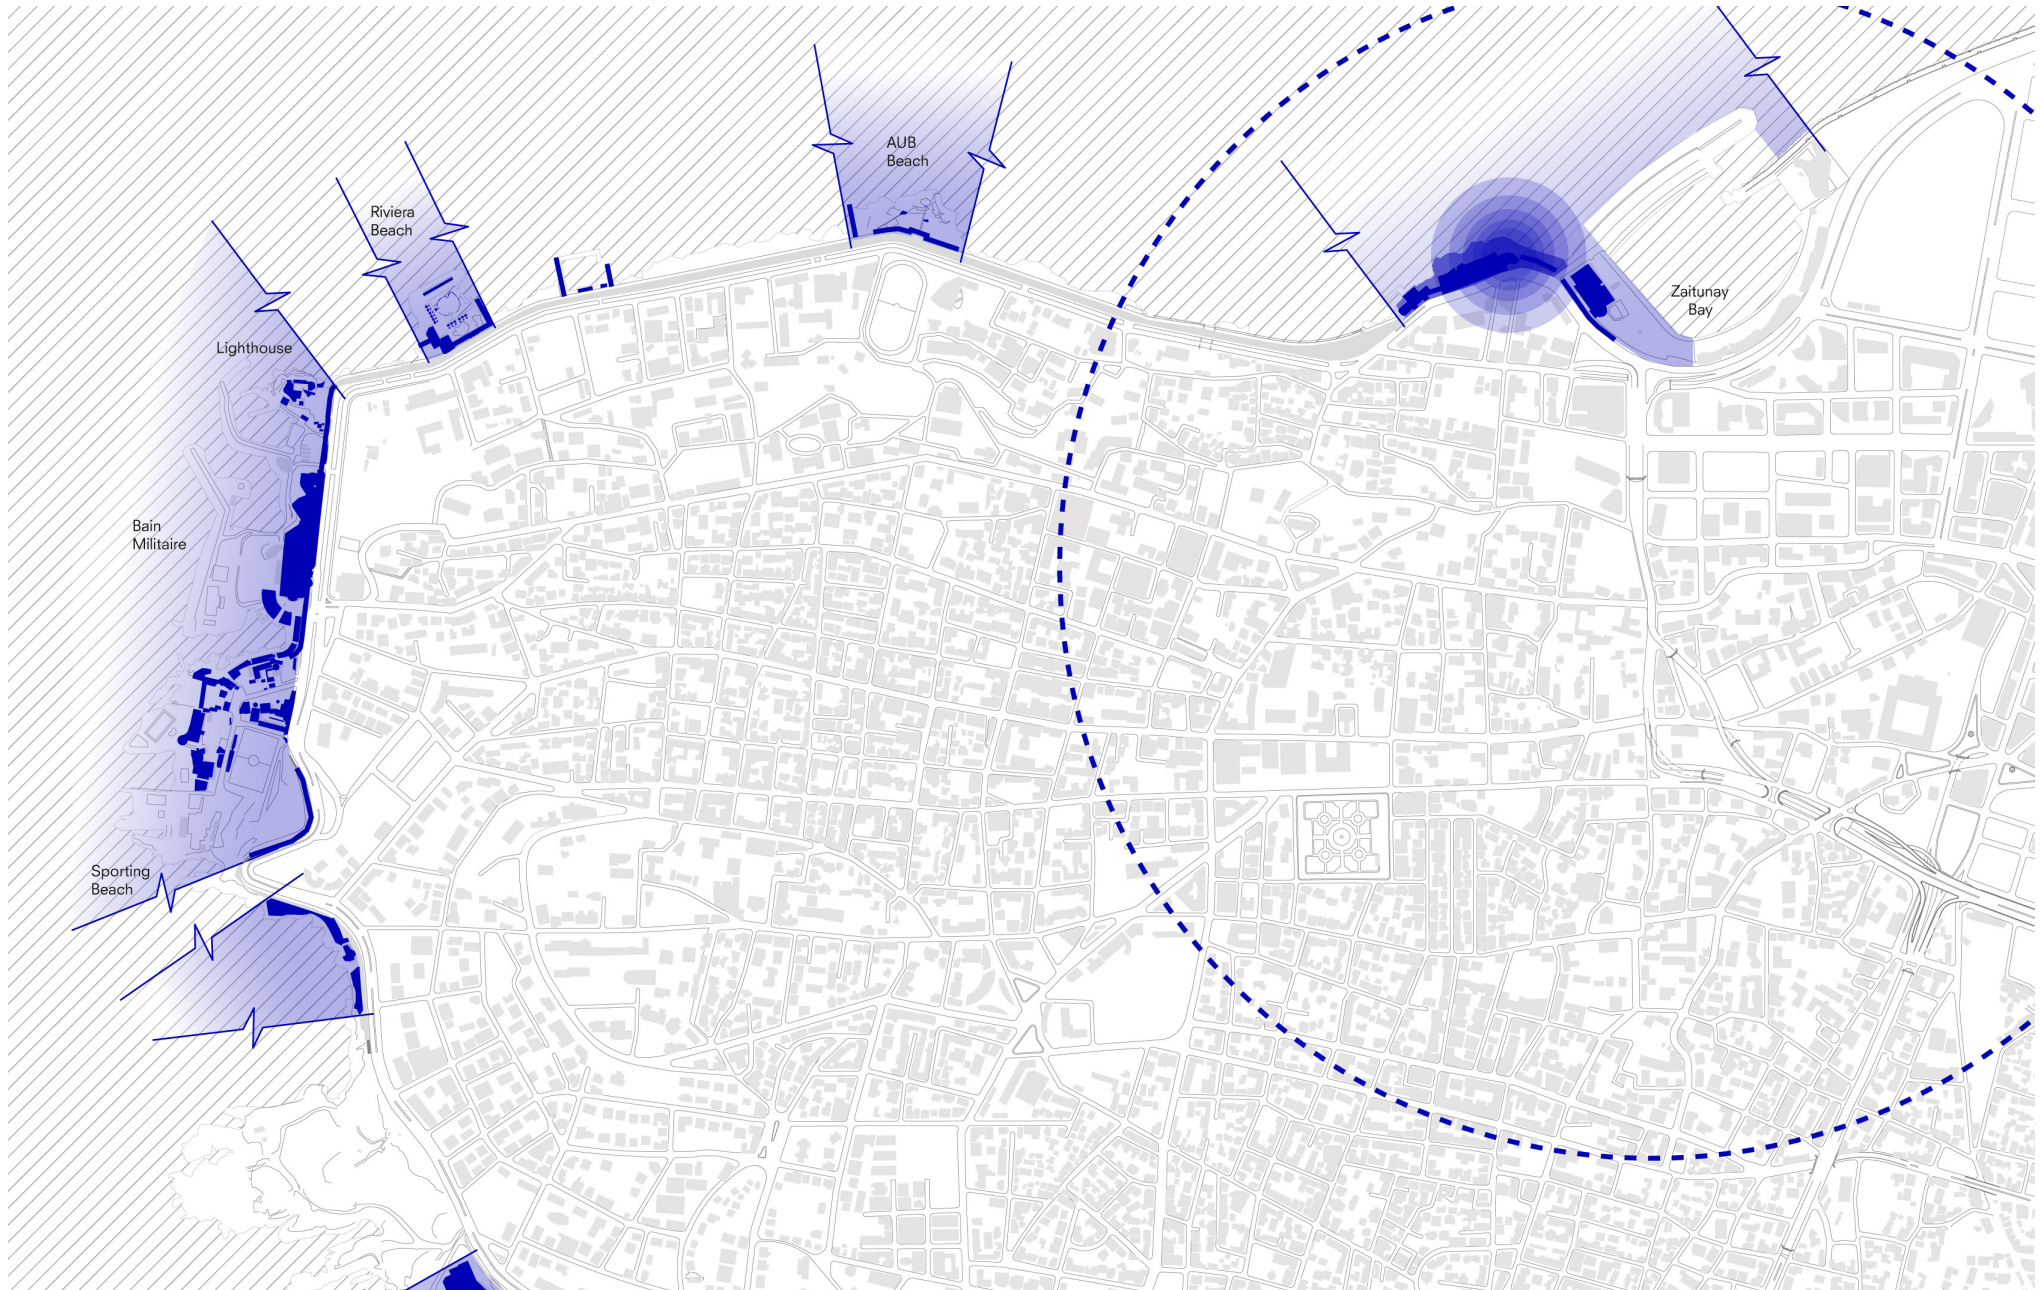 AUB
Beach
Riviera
Beach
Zaitunay
Bay
Lighthouse
Bain
Militaire
Sporting
Beach